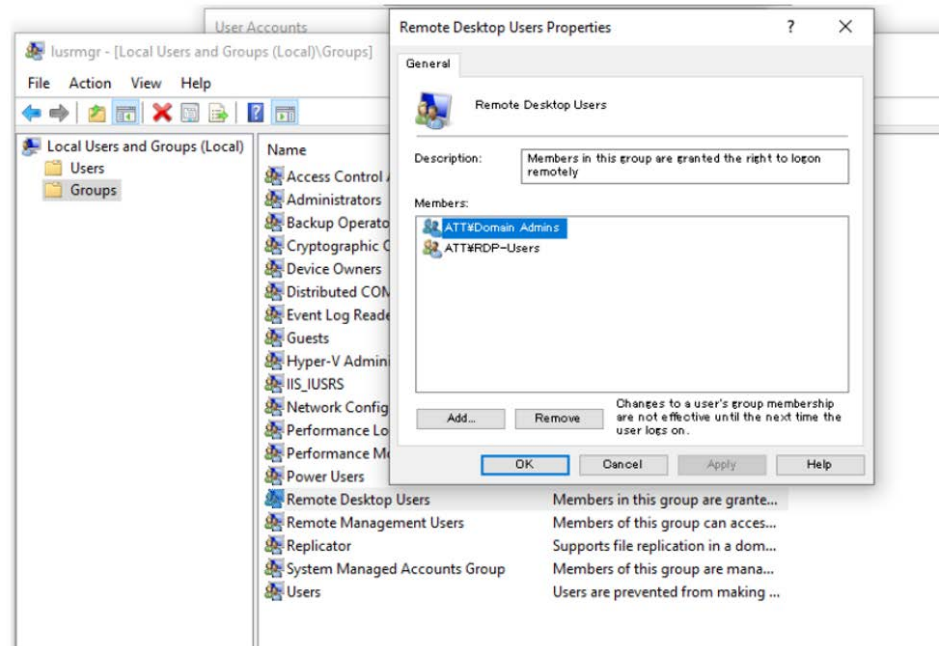 User Accounts
lusrmgr - [Local Users and Groups (Local)\Groups]
File Action View Help
Local Users and Groups (Local)
Users
Groups
Name
Access Control
Administrators
Backup Operato
Cryptographic
Device Owners
Distributed COM
Event Log Reade
Guests
Hyper-V Admini
IIS_IUSRS
Network Config
Performance Lo
Performance Mo
Power Users
Remote Desktop Users Members in this group are grante...
Remote Management Users Members of this group can acces...
Replicator Supports file replication in a dom...
System Managed Accounts Group Members of this group are mana...
Users Users are prevented from making ...
Remote Desktop Users Properties ? X
General
Remote Desktop Users
Description: Members in this group are granted the right to logon
remotely
Members:
ATT¥Domain Admins
ATT¥RDP-Users
Add... Remove
Changes to a user's group membership
are not effective until the next time the
user logs on.
OK Cancel Apply Help